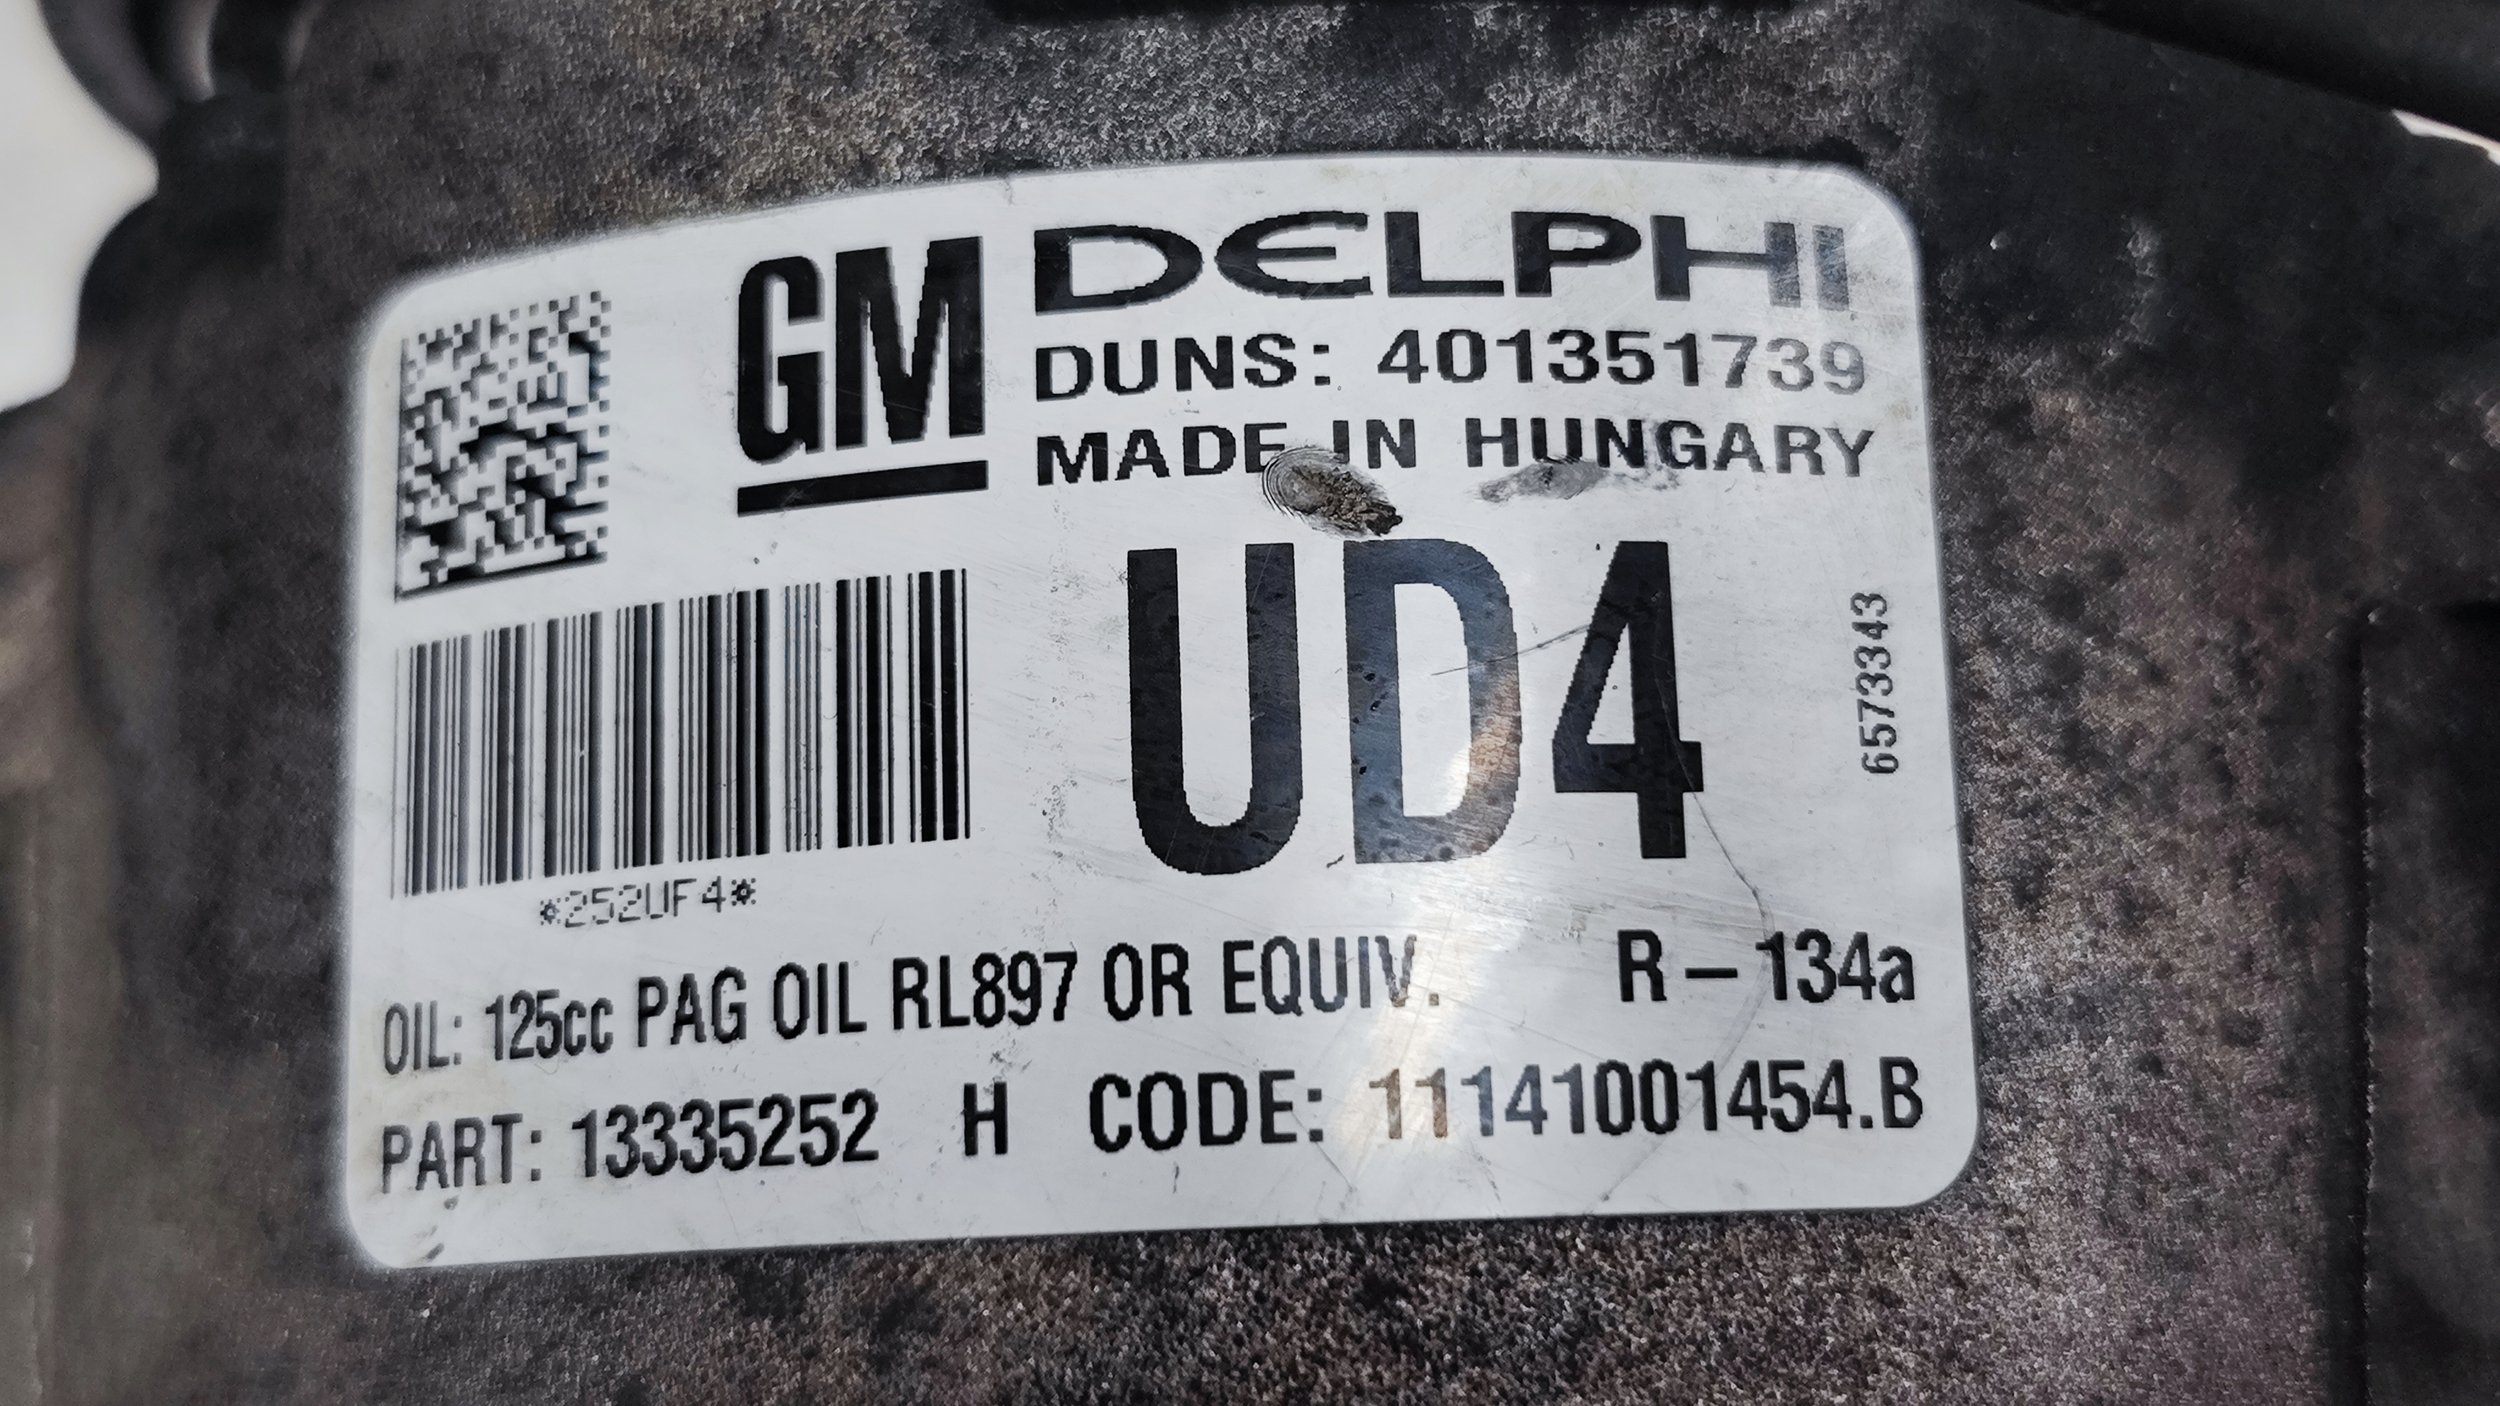 GM DELPHI
DUNS: 401351739
MADE IN HUNGARY
UD4
6573343
*252UF4*
OIL: 125cc PAG OIL RL897 OR EQUIV. R-134a
PART: 13335252 H CODE: 11141001454.B